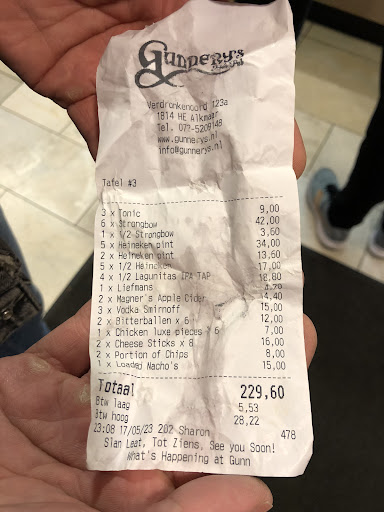 Gunnery's
Verdronkenoord 123a
1814 HE Alkmaar
Tel. 077-5209148
www.gunnerys.nl
info@gunnerys.nl
Tafel #3
3 x Tonic 9,00
6 x Strongbow 42,00
1 x 1/2 Strongbow 3,60
5 x Heineken pint 34,00
2 x Heineken pint 13,60
5 x 1/2 Heineken 17,00
4 x 1/2 Lagunitas IPA TAP
1 x Liefmans 4,20
2 x Magner's Apple Cider
3 x Vodka Smirnoff 15,00
2 x Bitterballen x 6 12,00
1 x Chicken luxe pieces x 6 7,00
2 x Cheese Sticks x 8 16,00
2 x Portion of Chips 8,00
1 x Loaded Nacho's 15,00
Totaal 229,60
Btw laag 5,53
Btw hoog 28,22
23:08 17/05/23 202 Sharon 478
Slan Leat, Tot Ziens, See you Soon!
What's Happening at Gunn